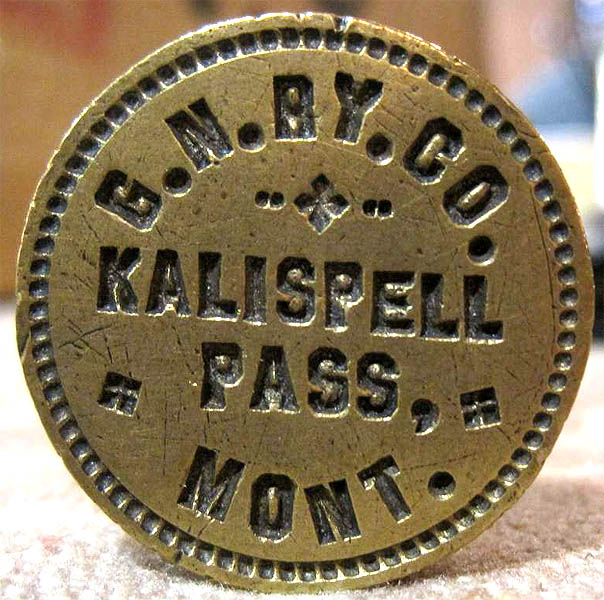 G.N.RY.CO.
KALISPELL
PASS,
MONT.